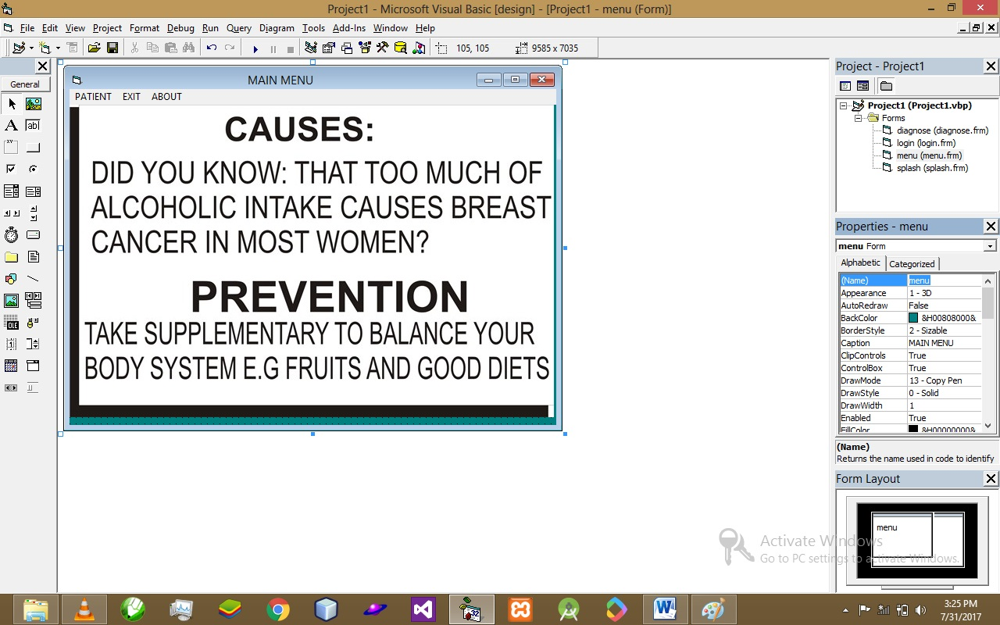 Project1 - Microsoft Visual Basic [design] - [Project1 - menu (Form)]
File Edit View Project Format Debug Run Query Diagram Tools Add-Ins Window Help
105, 105 9585 x 7035
General
A
ab
xy
OLE
MAIN MENU
PATIENT EXIT ABOUT
CAUSES:
DID YOU KNOW: THAT TOO MUCH OF
ALCOHOLIC INTAKE CAUSES BREAST
CANCER IN MOST WOMEN?
PREVENTION
TAKE SUPPLEMENTARY TO BALANCE YOUR
BODY SYSTEM E.G FRUITS AND GOOD DIETS
Project - Project1
Project1 (Project1.vbp)
Forms
diagnose (diagnose.frm)
login (login.frm)
menu (menu.frm)
splash (splash.frm)
Properties - menu
menu Form
Alphabetic Categorized
(Name) menu
Appearance 1 - 3D
AutoRedraw False
BackColor &H00808000&
BorderStyle 2 - Sizable
Caption MAIN MENU
ClipControls True
ControlBox True
DrawMode 13 - Copy Pen
DrawStyle 0 - Solid
DrawWidth 1
Enabled True
FillColor &H00000000&
(Name)
Returns the name used in code to identify
Form Layout
menu
Activate Windows
Go to PC settings to activate Windows.
32
W
3:25 PM
7/31/2017